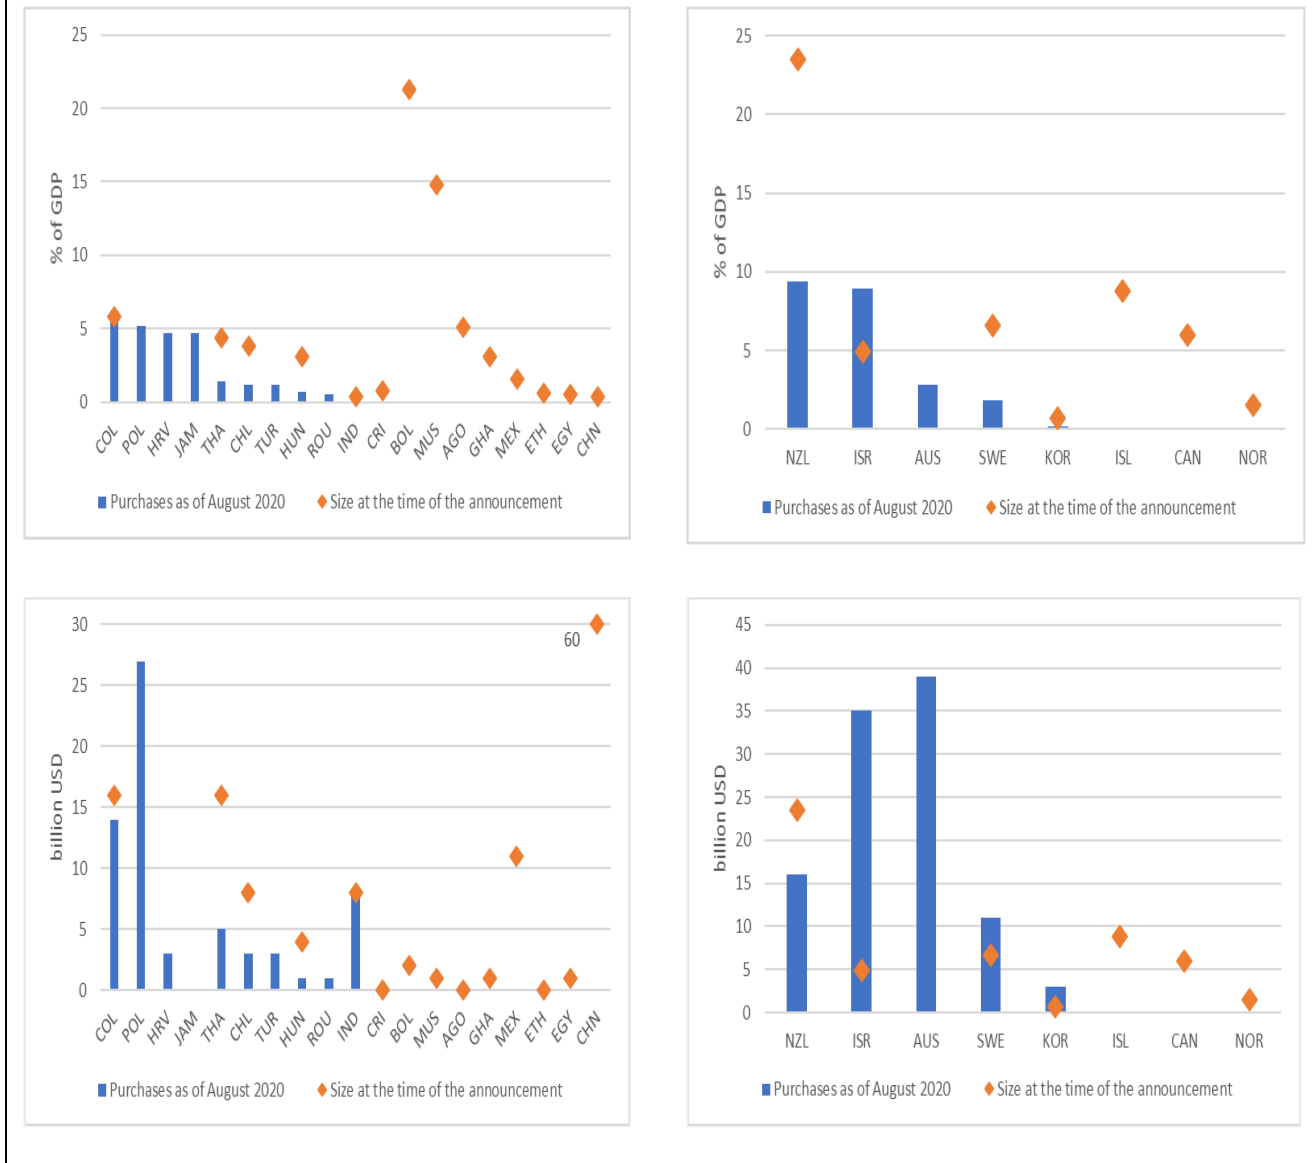 25
20
15
10
5
0
% of GDP
COL POL HRV JAM THA CHL TUR HUN ROU IND CRI BOL MUS AGO GHA MEX ETH EGY CHN
Purchases as of August 2020 Size at the time of the announcement
25
20
15
10
5
0
% of GDP
NZL ISR AUS SWE KOR ISL CAN NOR
Purchases as of August 2020 Size at the time of the announcement
30
60
25
20
15
10
5
0
billion USD
COL POL HRV JAM THA CHL TUR HUN ROU IND CRI BOL MUS AGO GHA MEX ETH EGY CHN
Purchases as of August 2020 Size at the time of the announcement
45
40
35
30
25
20
15
10
5
0
billion USD
NZL ISR AUS SWE KOR ISL CAN NOR
Purchases as of August 2020 Size at the time of the announcement